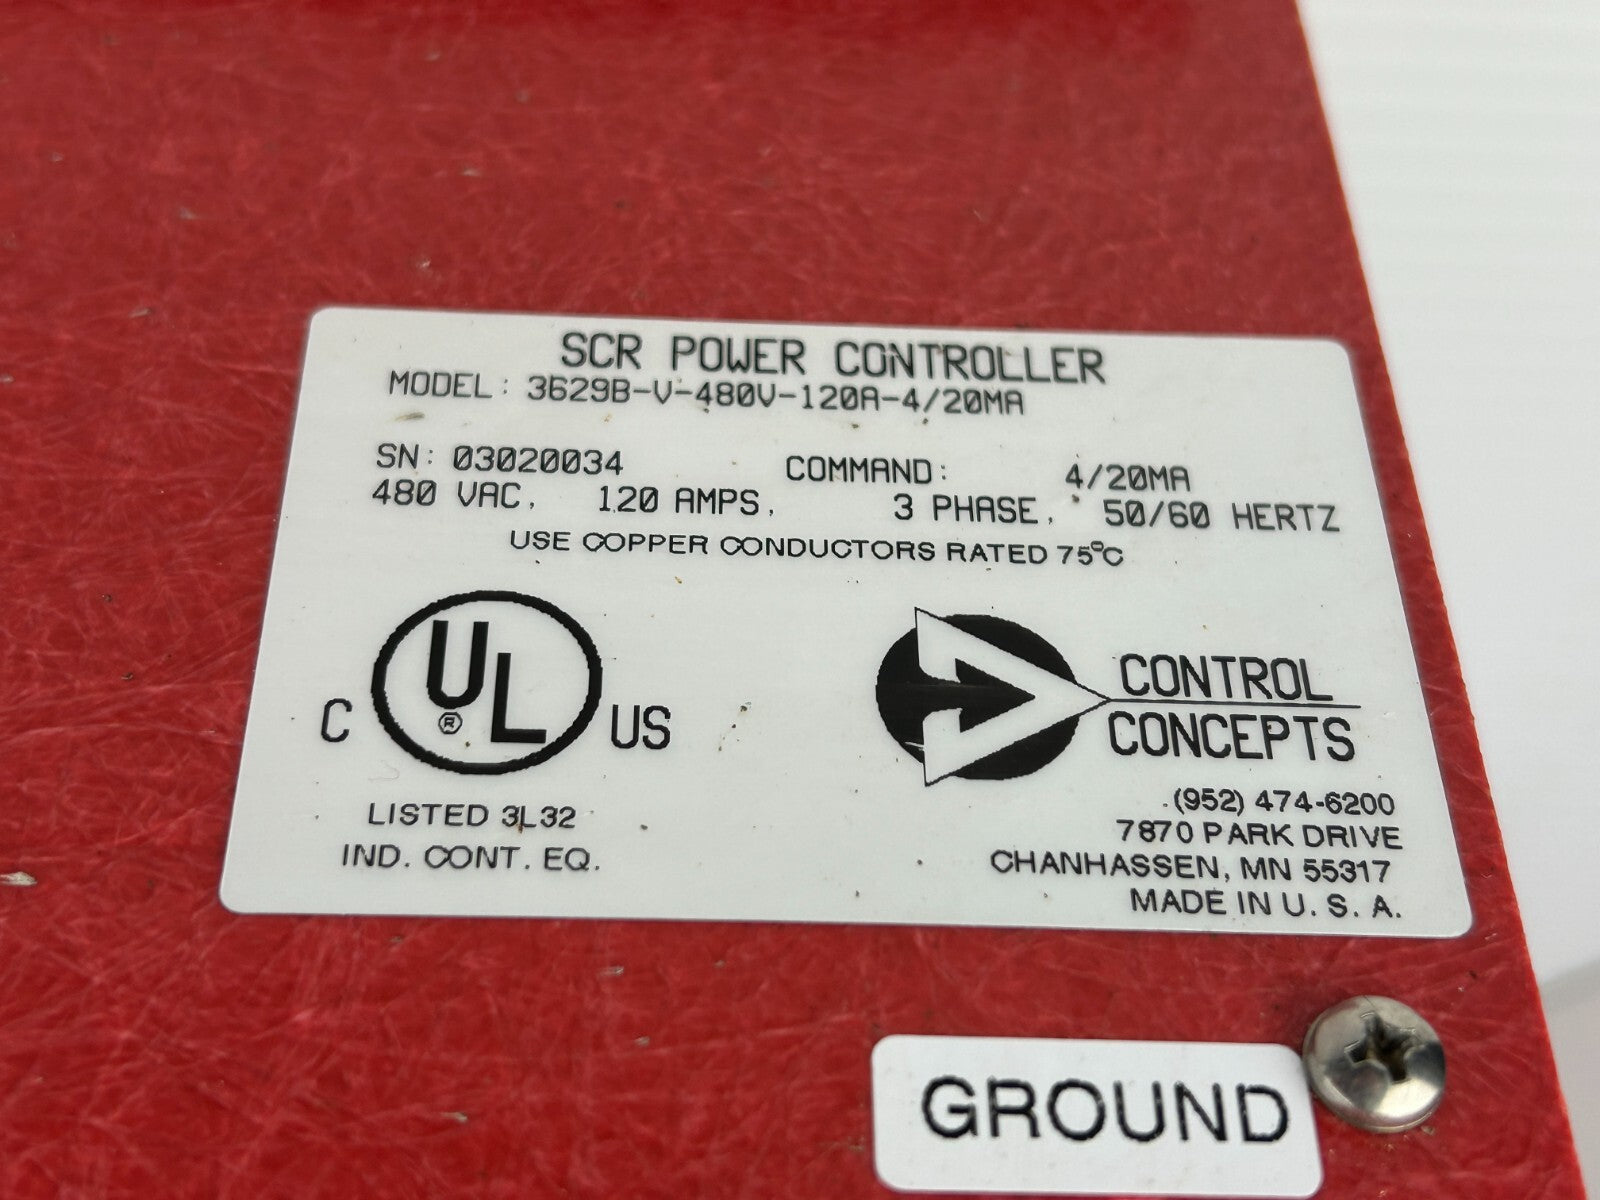 SCR POWER CONTROLLER
MODEL: 3629B-V-480V-120A-4/20MA
SN: 03020034 COMMAND: 4/20MA
480 VAC, 120 AMPS, 3 PHASE, 50/60 HERTZ
USE COPPER CONDUCTORS RATED 75°C
C UL® US
LISTED 3L32
IND. CONT. EQ.
CONTROL
CONCEPTS
(952) 474-6200
7870 PARK DRIVE
CHANHASSEN, MN 55317
MADE IN U. S. A.
GROUND